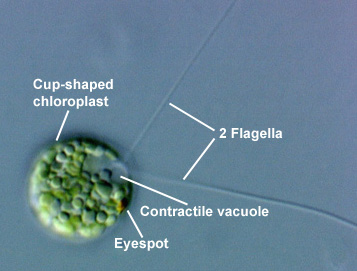 Cup-shaped
chloroplast
2 Flagella
Contractile vacuole
Eyespot